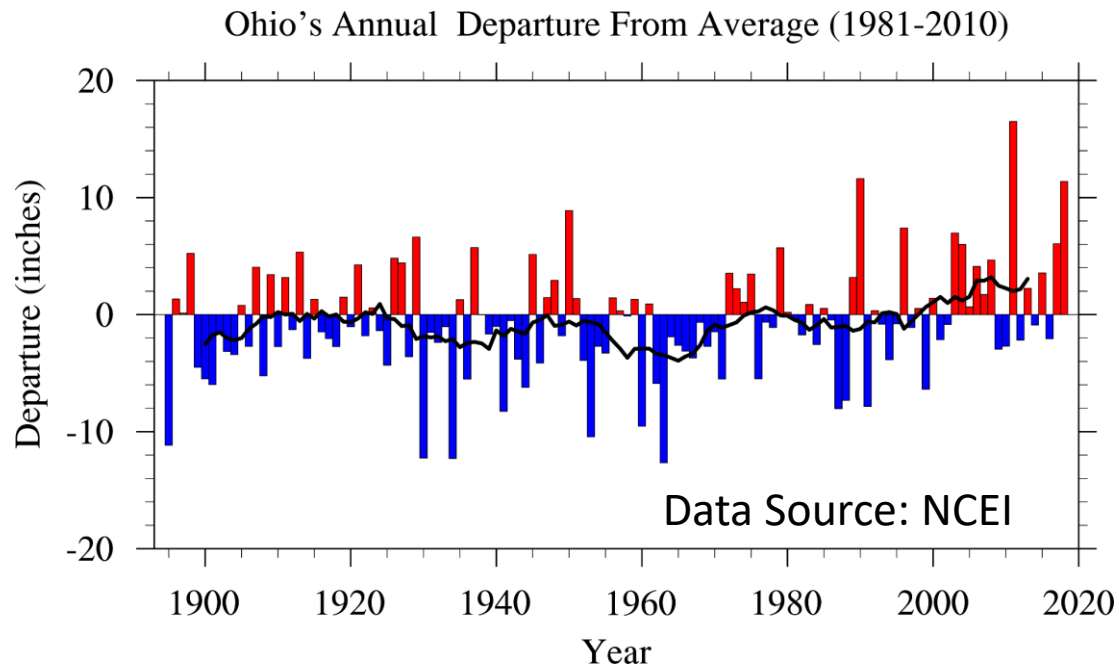 Ohio's Annual  Departure From Average (1981-2010)
20
10
0
-10
-20
Departure (inches)
Data Source: NCEI
1900 1920 1940 1960 1980 2000 2020
Year